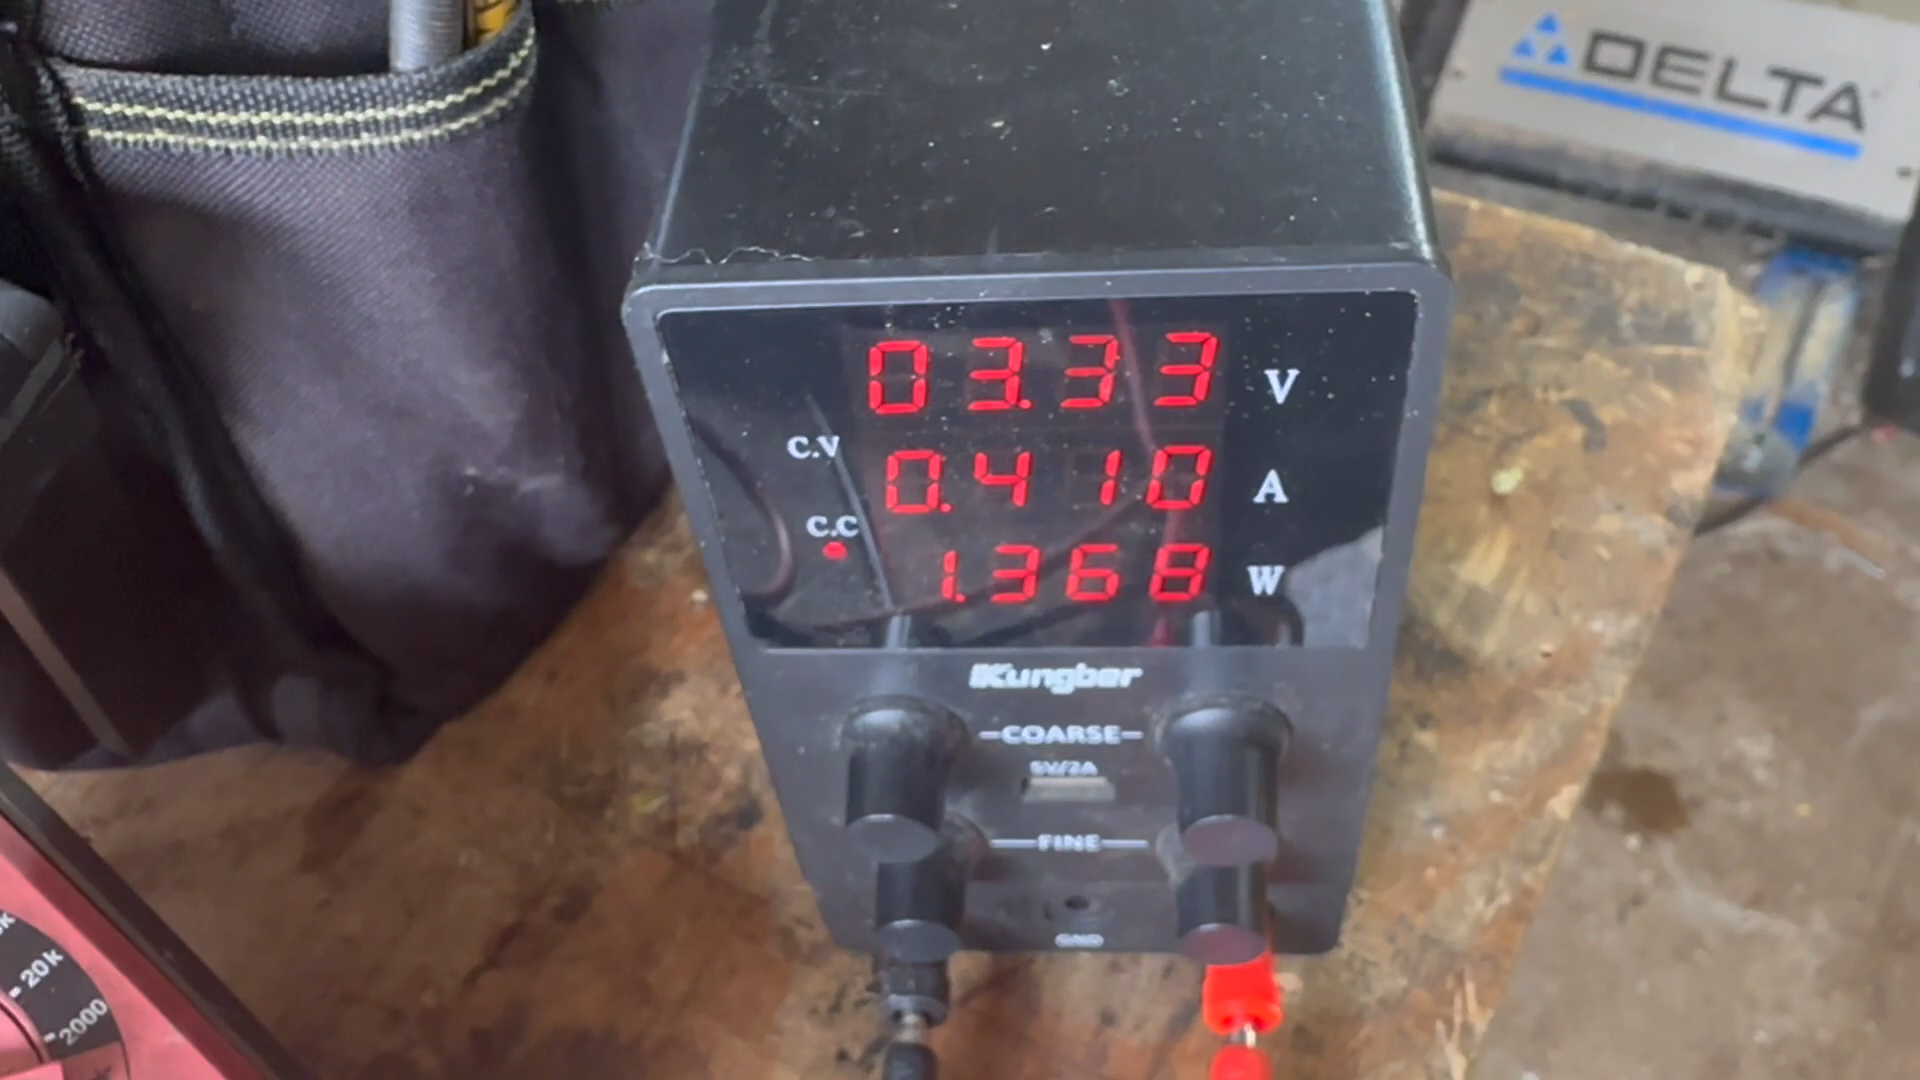 DELTA
03.33 V
C.V
0.410 A
C.C
1.368 W
Kungber
COARSE
5V/2A
FINE
GND
20k
2000